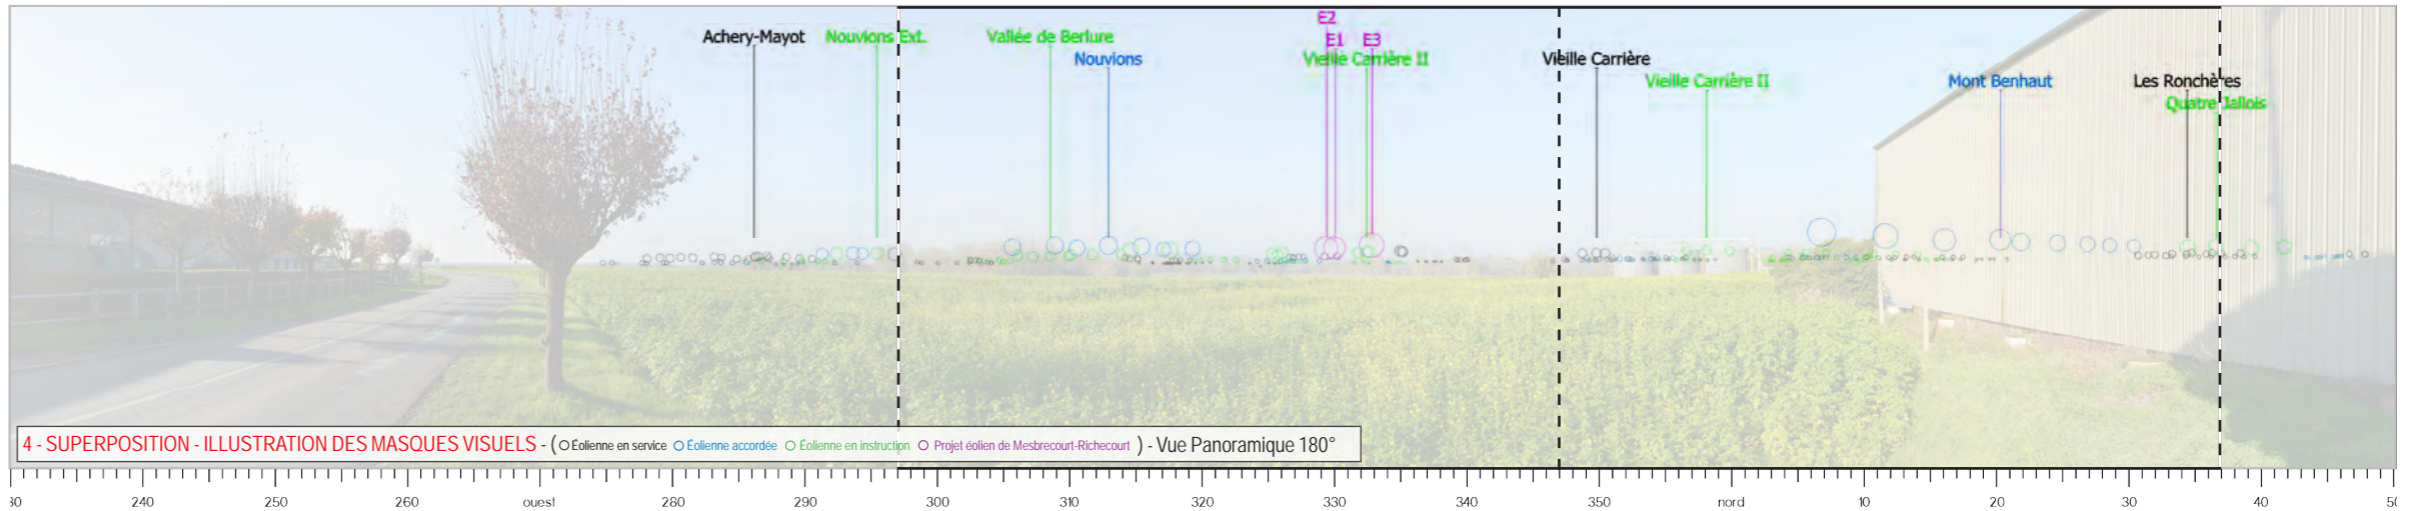 E2
Achery-Mayot Nouvions Ext. Vallée de Berlure E1 E3
Nouvions Vieille Carrière II Vieille Carrière
Vieille Carrière II Mont Benhaut Les Ronchères
Quatre Jallois
4 - SUPERPOSITION - ILLUSTRATION DES MASQUES VISUELS - ( Éolienne en service Éolienne accordée Éolienne en instruction Projet éolien de Mesbrecourt-Richecourt ) - Vue Panoramique 180°
240 250 260 ouest 280 290 300 310 320 330 340 350 nord 10 20 30 40